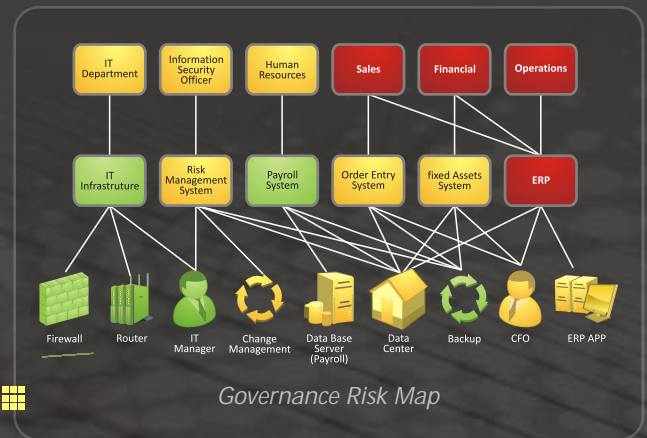 IT
Department
Information
Security
Officer
Human
Resources
Sales
Financial
Operations
IT
Infrastruture
Risk
Management
System
Payroll
System
Order Entry
System
fixed Assets
System
ERP
Firewall
Router
IT
Manager
Change
Management
Data Base
Server
(Payroll)
Data
Center
Backup
CFO
ERP APP
Governance Risk Map